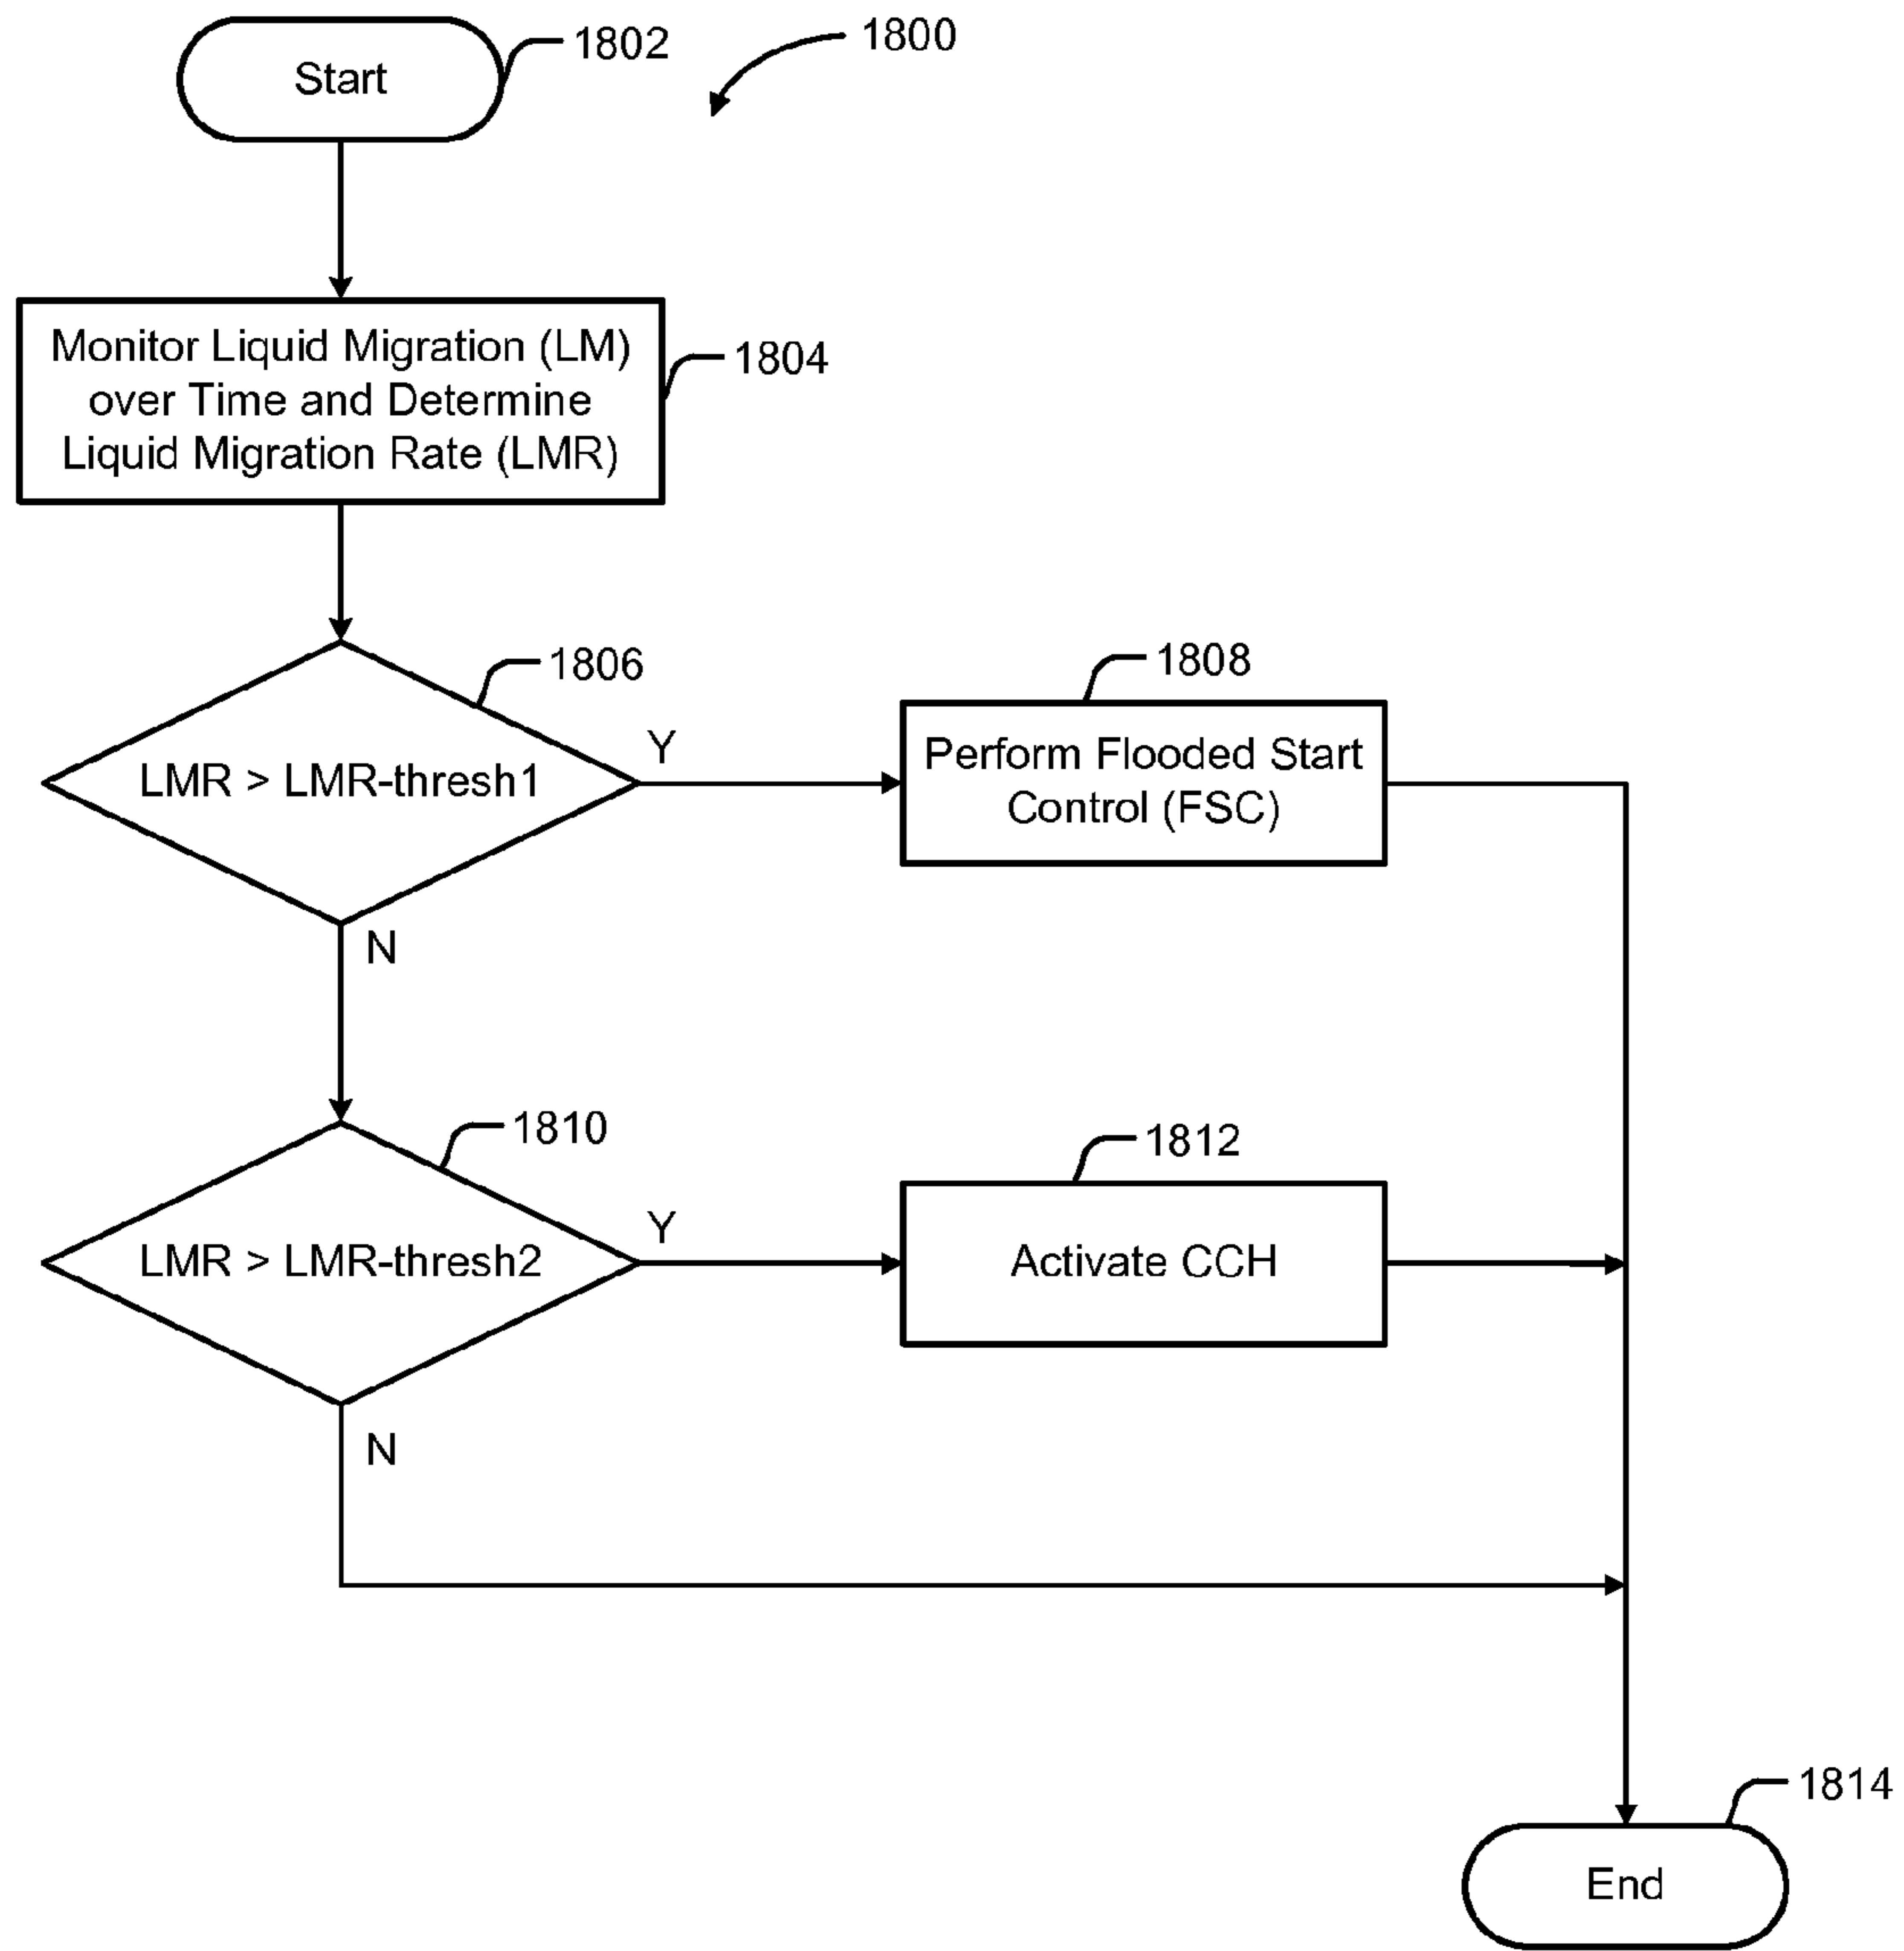 Start
1802
1800
Monitor Liquid Migration (LM)
over Time and Determine
Liquid Migration Rate (LMR)
1804
1806
LMR > LMR-thresh1
Y
N
1808
Perform Flooded Start
Control (FSC)
1810
LMR > LMR-thresh2
Y
N
1812
Activate CCH
1814
End